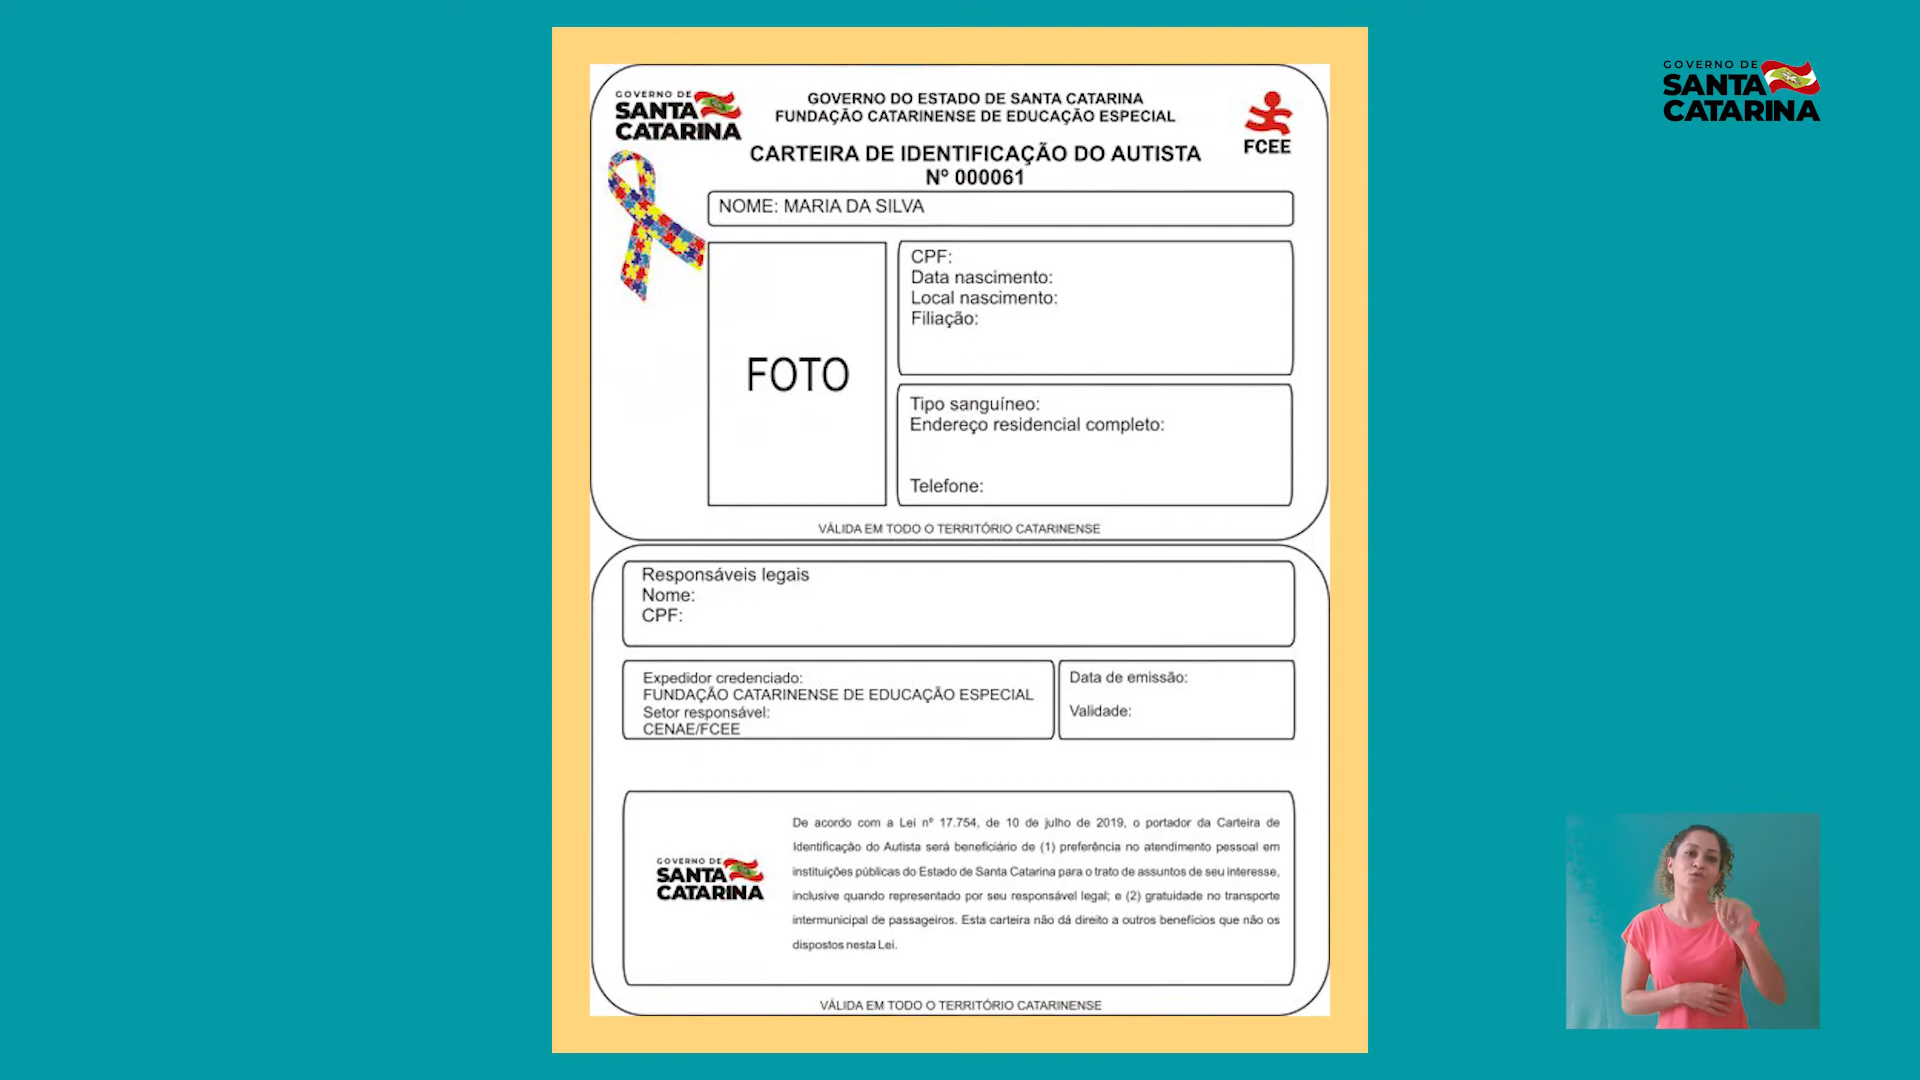 GOVERNO DE
SANTA
CATARINA
GOVERNO DO ESTADO DE SANTA CATARINA
FUNDAÇÃO CATARINENSE DE EDUCAÇÃO ESPECIAL
FCEE
CARTEIRA DE IDENTIFICAÇÃO DO AUTISTA
Nº 000061
NOME: MARIA DA SILVA
FOTO
CPF:
Data nascimento:
Local nascimento:
Filiação:
Tipo sanguíneo:
Endereço residencial completo:
Telefone:
VÁLIDA EM TODO O TERRITÓRIO CATARINENSE
Responsáveis legais
Nome:
CPF:
Expedidor credenciado:
FUNDAÇÃO CATARINENSE DE EDUCAÇÃO ESPECIAL
Setor responsável:
CENAE/FCEE
Data de emissão:
Validade:
GOVERNO DE
SANTA
CATARINA
De acordo com a Lei nº 17.754, de 10 de julho de 2019, o portador da Carteira de
Identificação do Autista será beneficiário de (1) preferência no atendimento pessoal em
instituições públicas do Estado de Santa Catarina para o trato de assuntos de seu interesse,
inclusive quando representado por seu responsável legal; e (2) gratuidade no transporte
intermunicipal de passageiros. Esta carteira não dá direito a outros benefícios que não os
dispostos nesta Lei.
VÁLIDA EM TODO O TERRITÓRIO CATARINENSE
GOVERNO DE
SANTA
CATARINA